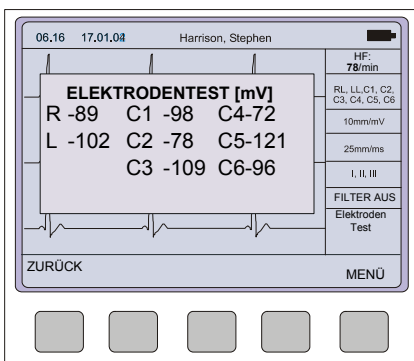 06.16 17.01.02 Harrison, Stephen
HF:
78/min
RL, LL,C1, C2,
C3, C4, C5, C6
10mm/mV
25mm/ms
I, II, III
FILTER AUS
Elektroden
Test
ELEKTRODENTEST [mV]
R -89 C1 -98 C4-72
L -102 C2 -78 C5-121
C3 -109 C6-96
ZURÜCK
MENÜ